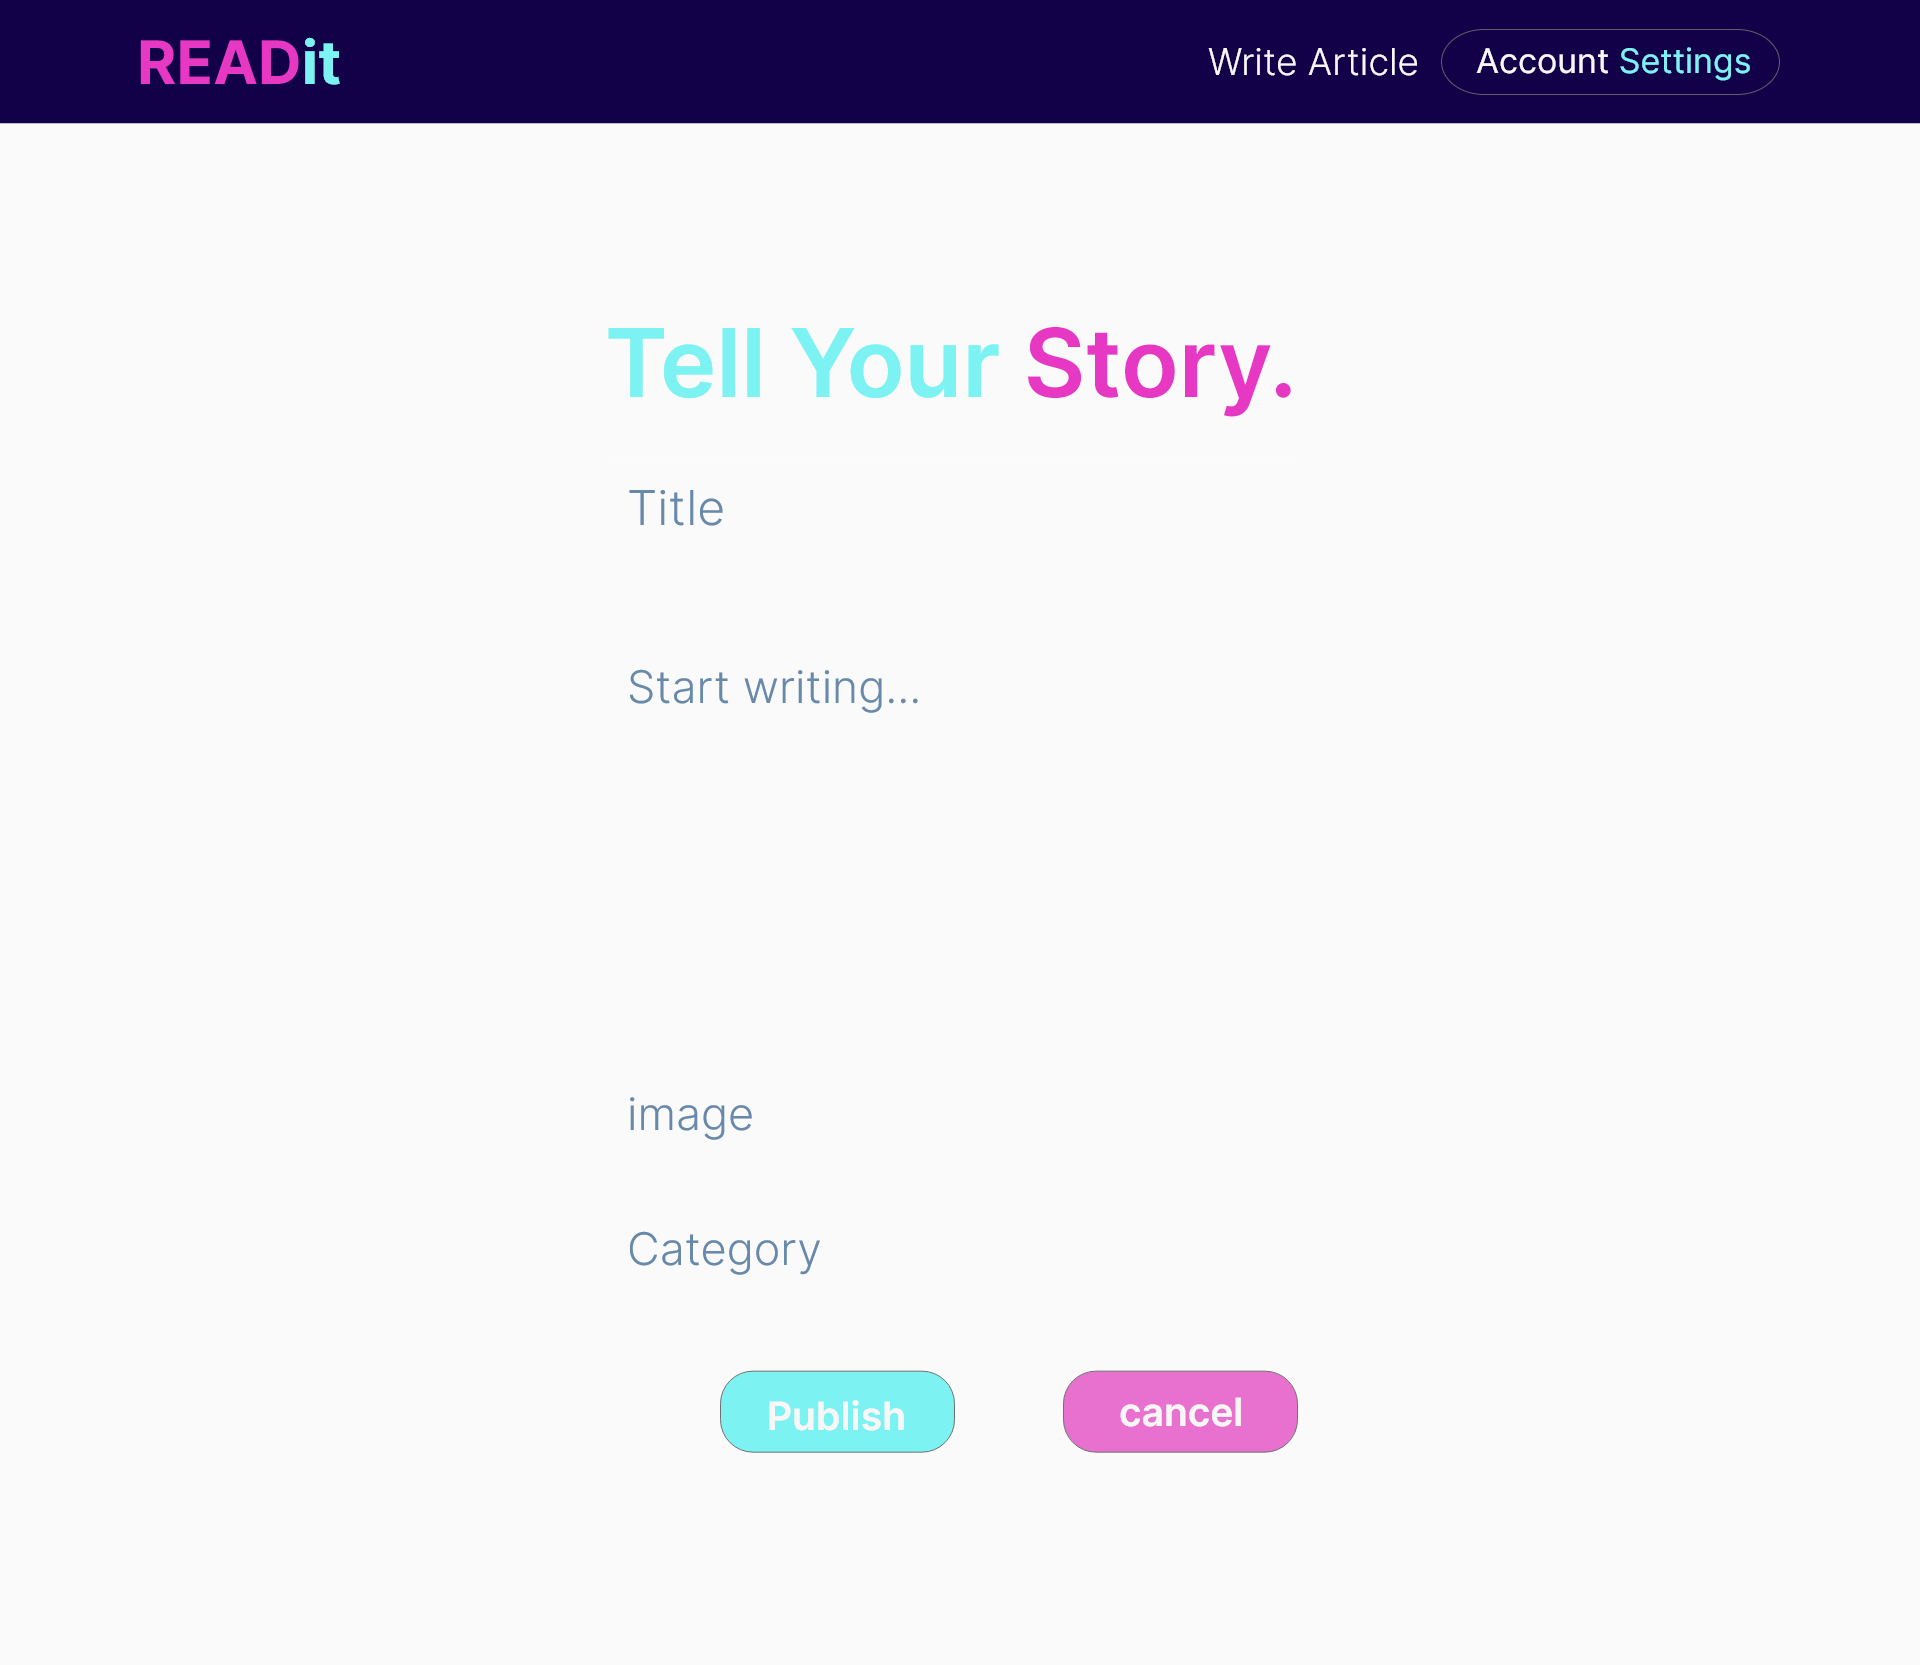 READit
Write Article
Account Settings
Tell Your Story.
Title
Start writing...
image
Category
Publish
cancel